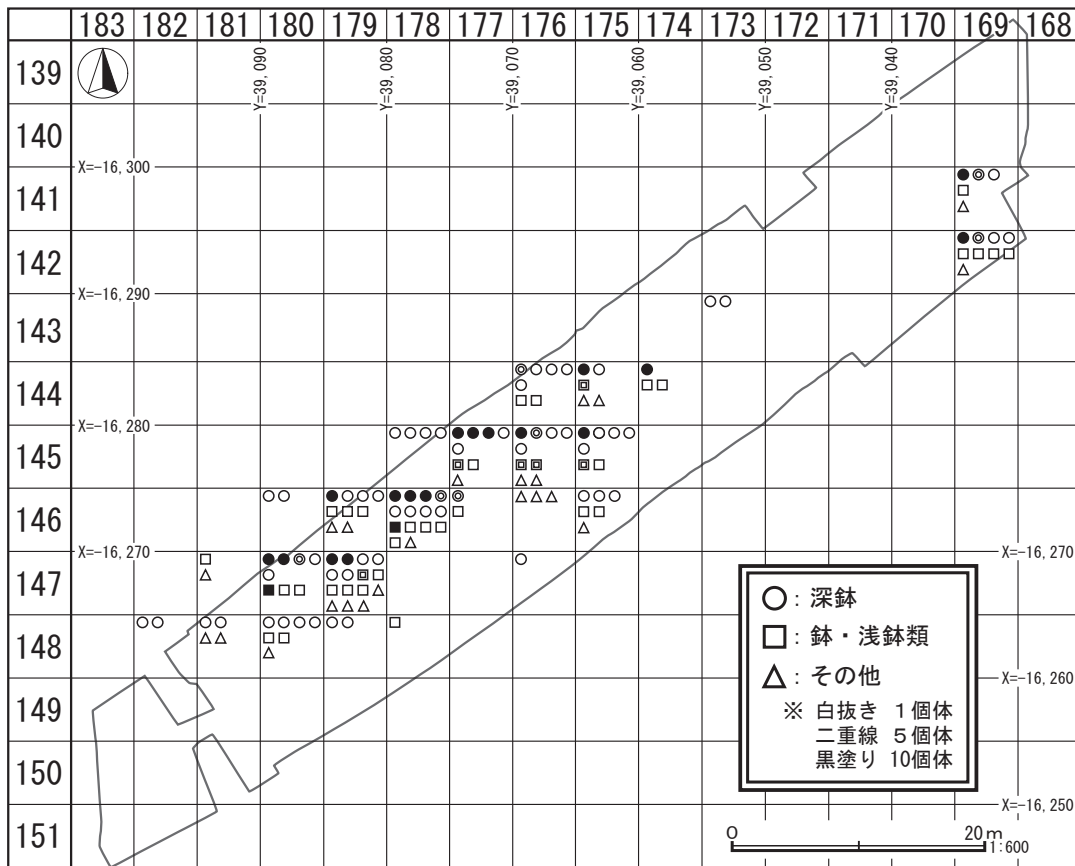 183 182 181 180 179 178 177 176 175 174 173 172 171 170 169 168
139
140
141
142
143
144
145
146
147
148
149
150
151
Y=39, 090
Y=39, 080
Y=39, 070
Y=39, 060
Y=39, 050
Y=39, 040
X=-16, 300
X=-16, 290
X=-16, 280
X=-16, 270
X=-16, 270
X=-16, 260
X=-16, 250
○ : 深鉢
□ : 鉢・浅鉢類
△ : その他
※ 白抜き 1個体
二重線 5個体
黒塗り 10個体
0 20m
1:600